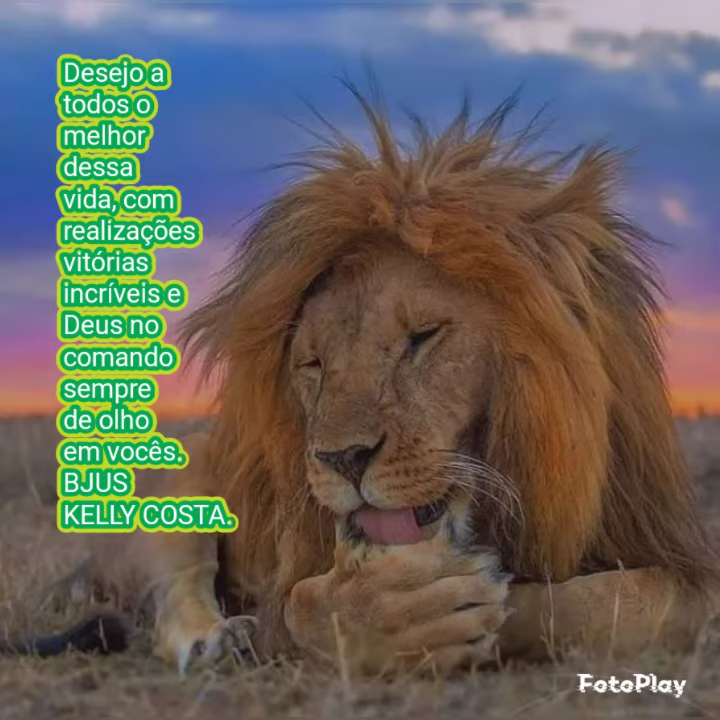 Desejo a
todos o
melhor
dessa
vida, com
realizações
vitórias
incríveis e
Deus no
comando
sempre
de olho
em vocês.
BJUS
KELLY COSTA.
FotoPlay